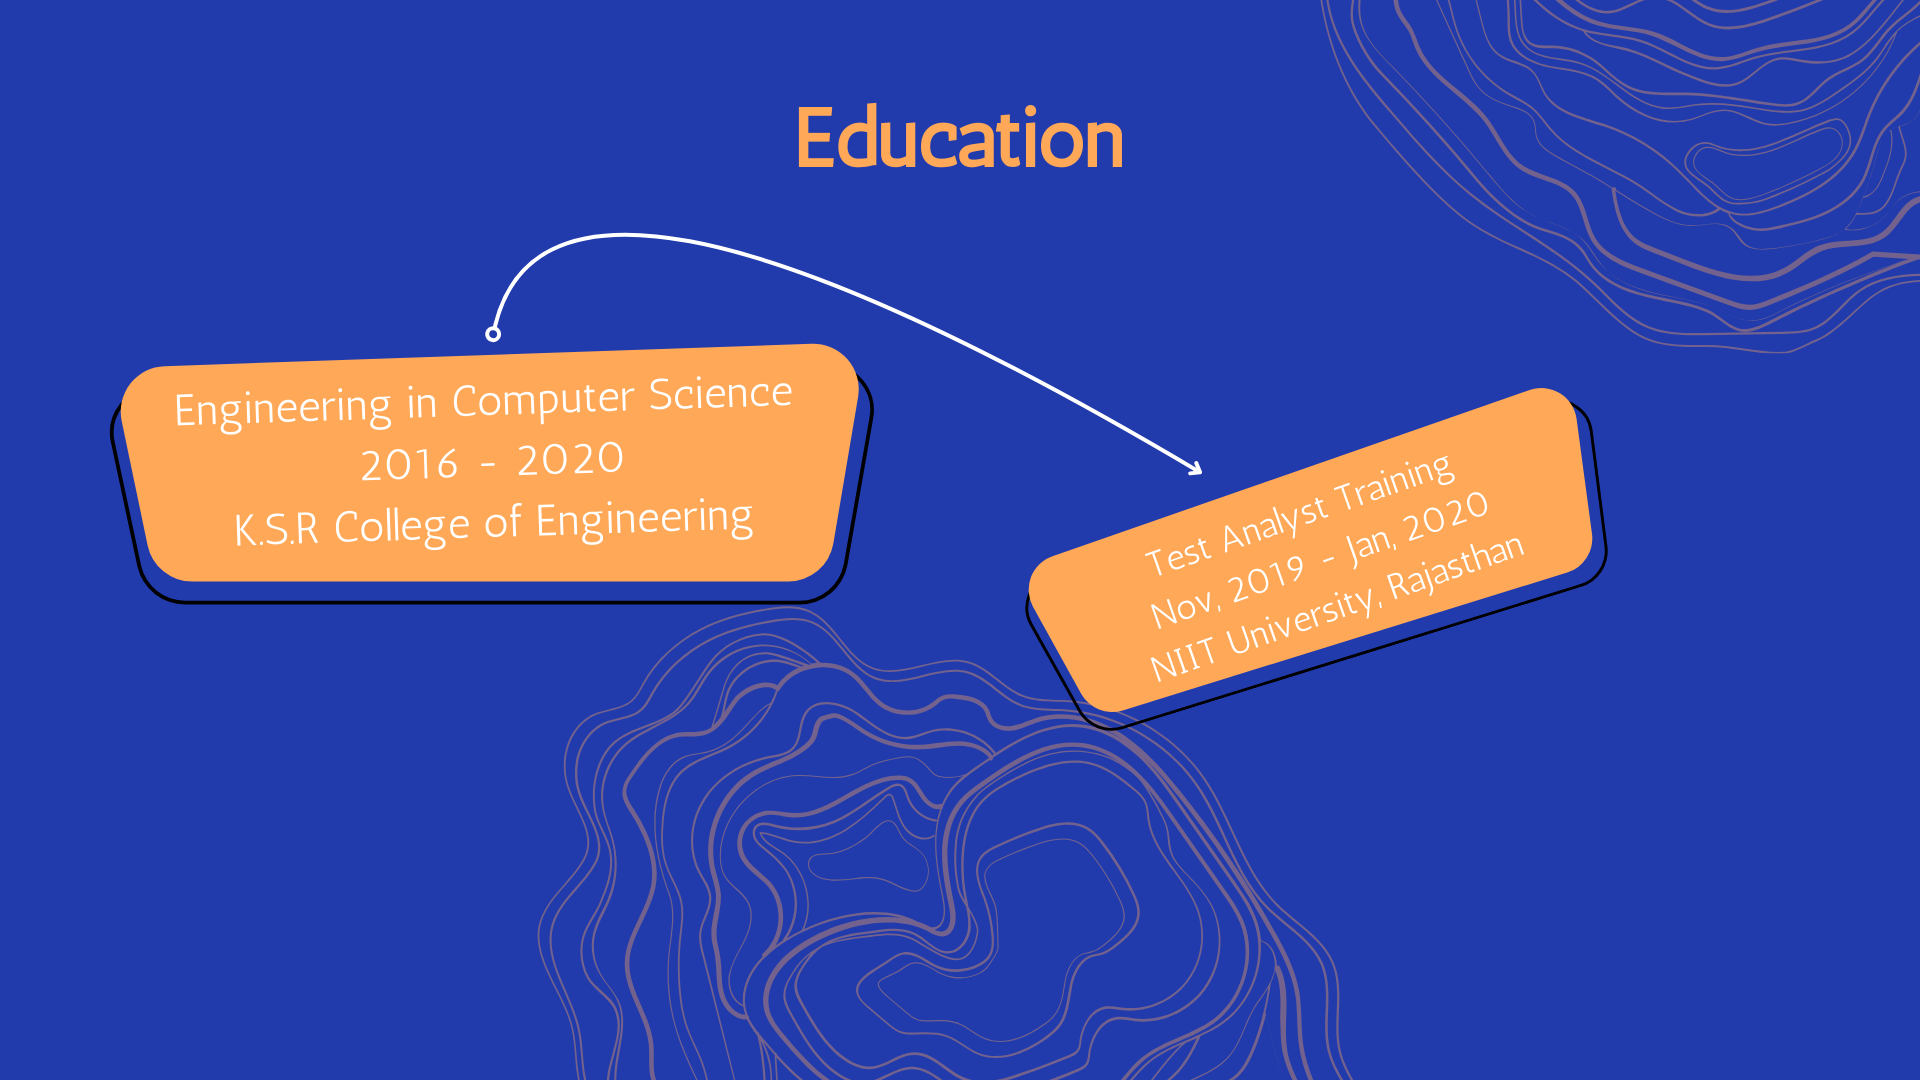 Education
Engineering in Computer Science
2016 - 2020
K.S.R College of Engineering
Test Analyst Training
Nov, 2019 - Jan, 2020
NIIT University, Rajasthan